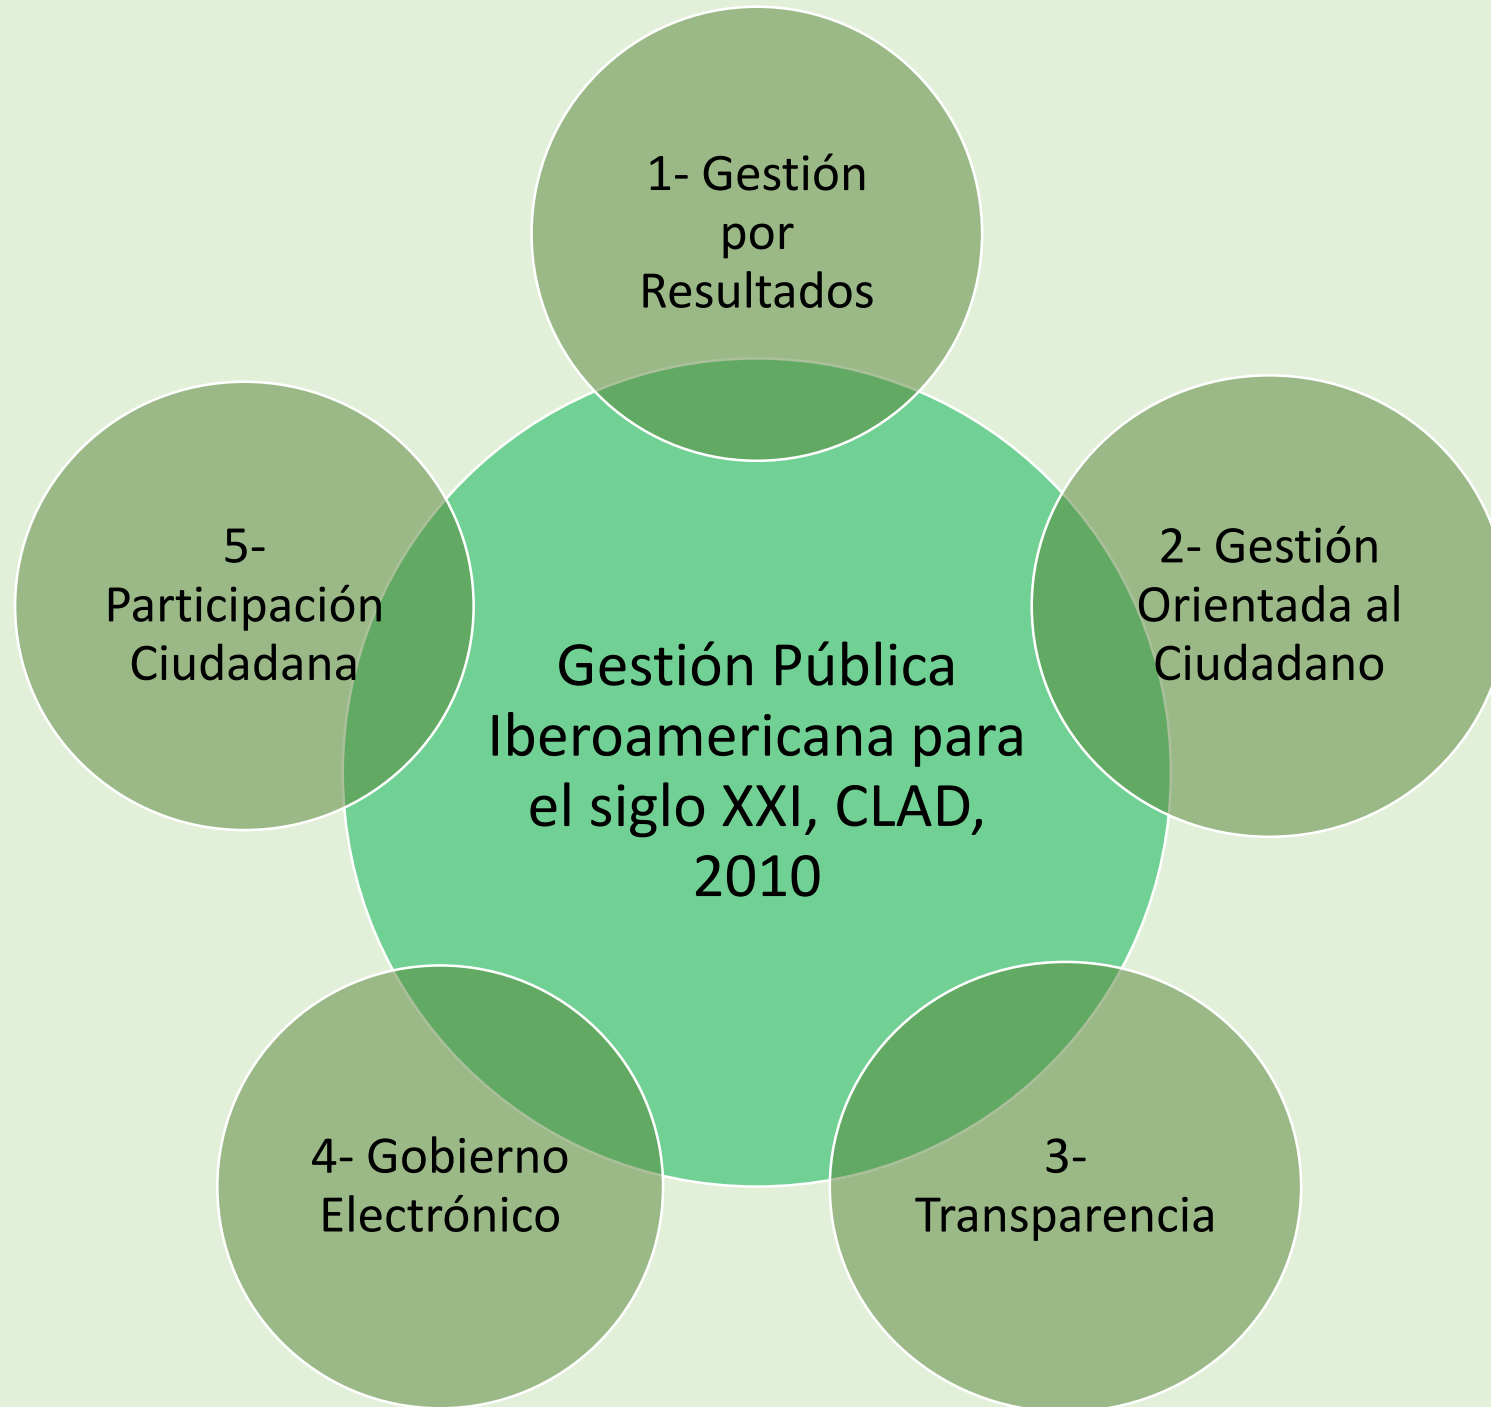 1- Gestión
por
Resultados
2- Gestión
Orientada al
Ciudadano
3-
Transparencia
4- Gobierno
Electrónico
5-
Participación
Ciudadana
Gestión Pública
Iberoamericana para
el siglo XXI, CLAD,
2010